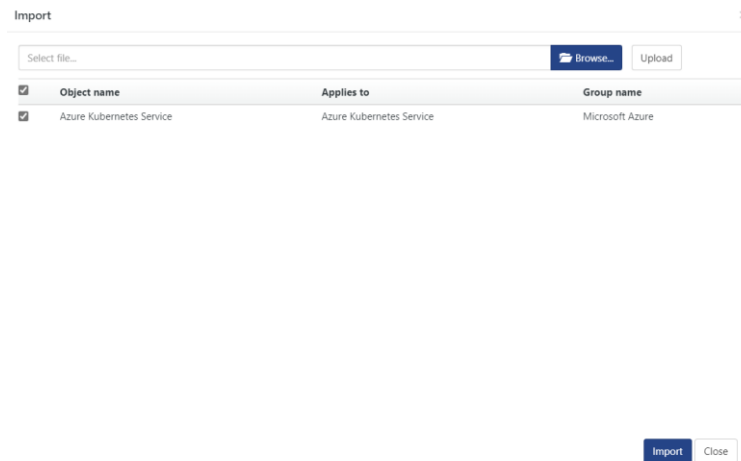 Import
Select file... Browse... Upload
Object name Applies to Group name
Azure Kubernetes Service Azure Kubernetes Service Microsoft Azure
Import Close